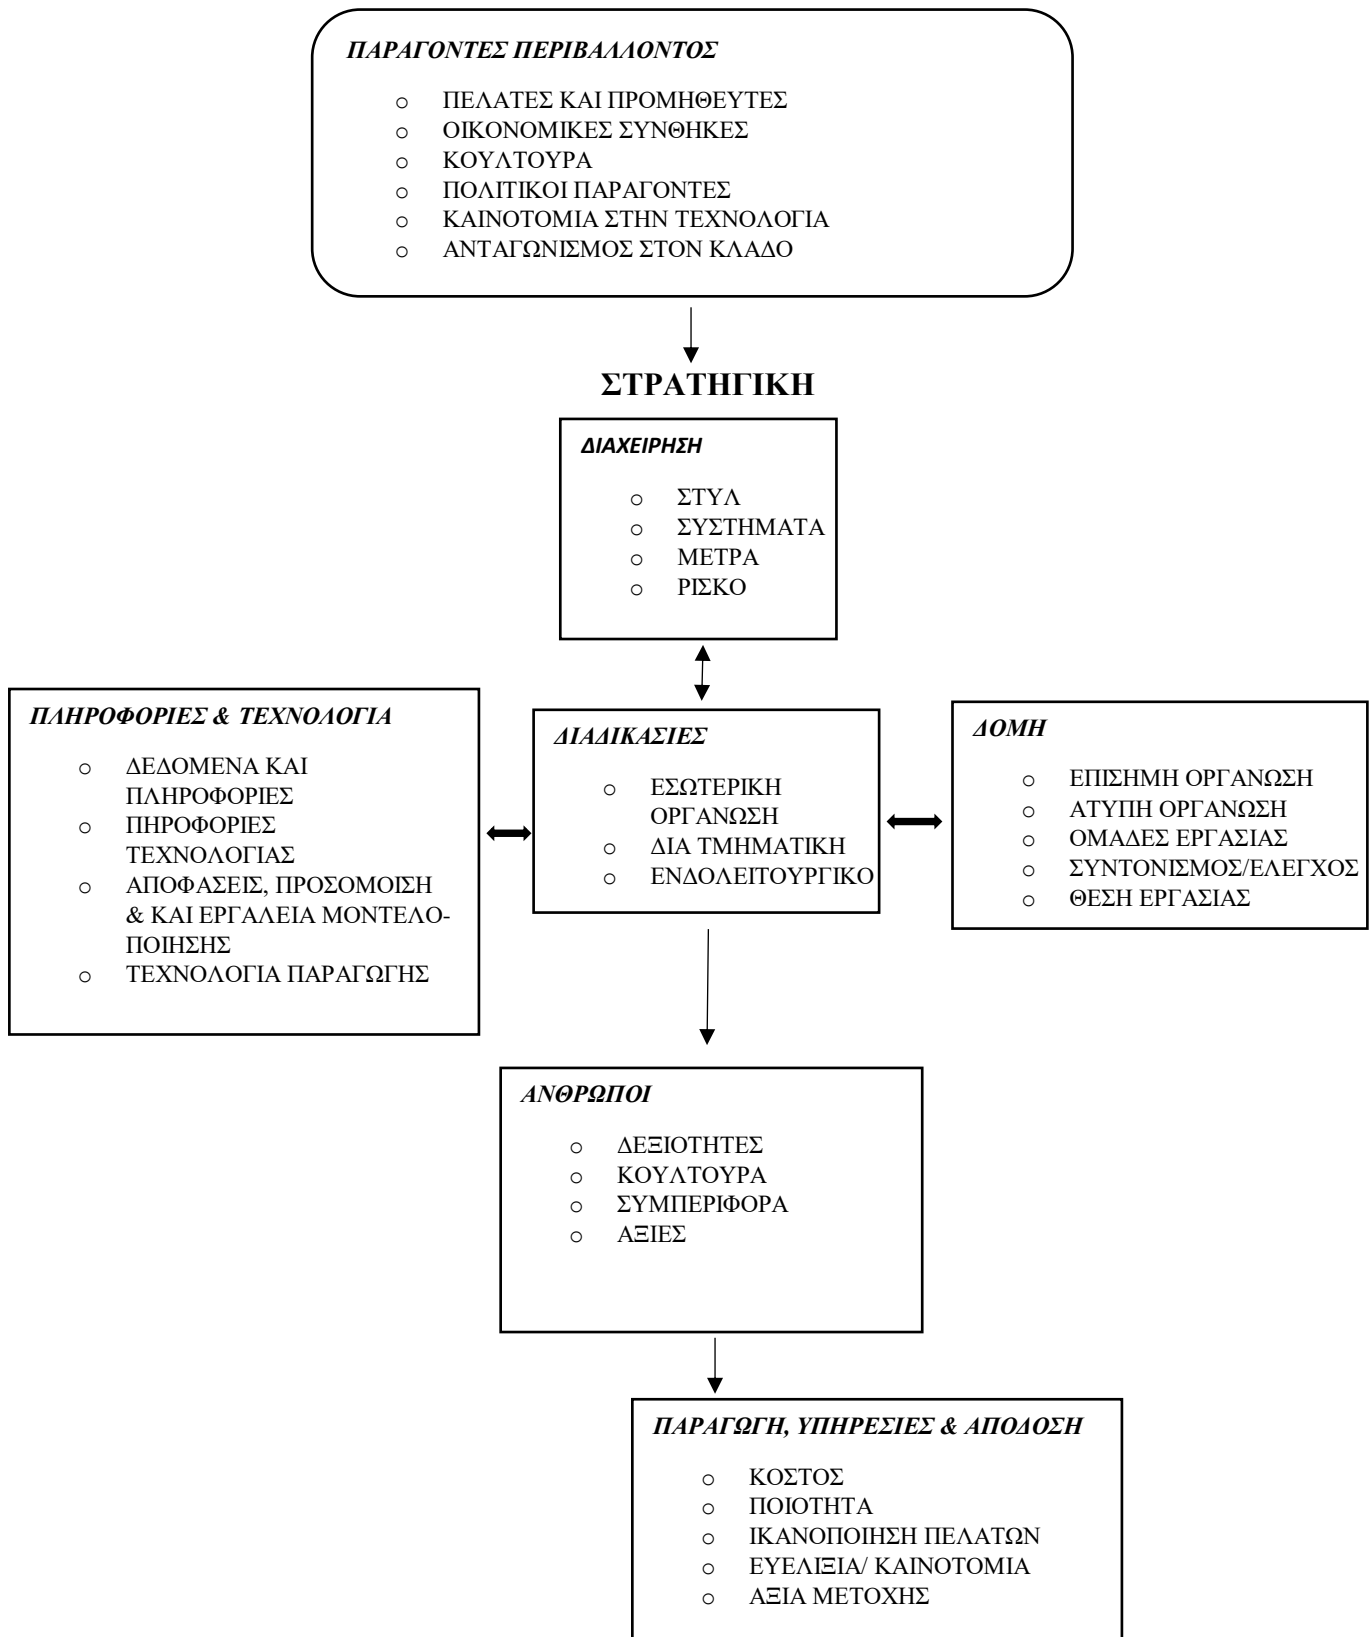 ΠΑΡΑΓΟΝΤΕΣ ΠΕΡΙΒΑΛΛΟΝΤΟΣ
○ ΠΕΛΑΤΕΣ ΚΑΙ ΠΡΟΜΗΘΕΥΤΕΣ
○ ΟΙΚΟΝΟΜΙΚΕΣ ΣΥΝΘΗΚΕΣ
○ ΚΟΥΛΤΟΥΡΑ
○ ΠΟΛΙΤΙΚΟΙ ΠΑΡΑΓΟΝΤΕΣ
○ ΚΑΙΝΟΤΟΜΙΑ ΣΤΗΝ ΤΕΧΝΟΛΟΓΙΑ
○ ΑΝΤΑΓΩΝΙΣΜΟΣ ΣΤΟΝ ΚΛΑΔΟ
ΣΤΡΑΤΗΓΙΚΗ
ΔΙΑΧΕΙΡΗΣΗ
○ ΣΤΥΛ
○ ΣΥΣΤΗΜΑΤΑ
○ ΜΕΤΡΑ
○ ΡΙΣΚΟ
ΠΛΗΡΟΦΟΡΙΕΣ & ΤΕΧΝΟΛΟΓΙΑ
○ ΔΕΔΟΜΕΝΑ ΚΑΙ
ΠΛΗΡΟΦΟΡΙΕΣ
○ ΠΗΡΟΦΟΡΙΕΣ
ΤΕΧΝΟΛΟΓΙΑΣ
○ ΑΠΟΦΑΣΕΙΣ, ΠΡΟΣΟΜΟΙΣΗ
& ΚΑΙ ΕΡΓΑΛΕΙΑ ΜΟΝΤΕΛΟ-
ΠΟΙΗΣΗΣ
○ ΤΕΧΝΟΛΟΓΙΑ ΠΑΡΑΓΩΓΗΣ
ΔΙΑΔΙΚΑΣΙΕΣ
○ ΕΣΩΤΕΡΙΚΗ
ΟΡΓΑΝΩΣΗ
○ ΔΙΑ ΤΜΗΜΑΤΙΚΗ
○ ΕΝΔΟΛΕΙΤΟΥΡΓΙΚΟ
ΔΟΜΗ
○ ΕΠΙΣΗΜΗ ΟΡΓΑΝΩΣΗ
○ ΑΤΥΠΗ ΟΡΓΑΝΩΣΗ
○ ΟΜΑΔΕΣ ΕΡΓΑΣΙΑΣ
○ ΣΥΝΤΟΝΙΣΜΟΣ/ΕΛΕΓΧΟΣ
○ ΘΕΣΗ ΕΡΓΑΣΙΑΣ
ΑΝΘΡΩΠΟΙ
○ ΔΕΞΙΟΤΗΤΕΣ
○ ΚΟΥΛΤΟΥΡΑ
○ ΣΥΜΠΕΡΙΦΟΡΑ
○ ΑΞΙΕΣ
ΠΑΡΑΓΩΓΗ, ΥΠΗΡΕΣΙΕΣ & ΑΠΟΔΟΣΗ
○ ΚΟΣΤΟΣ
○ ΠΟΙΟΤΗΤΑ
○ ΙΚΑΝΟΠΟΙΗΣΗ ΠΕΛΑΤΩΝ
○ ΕΥΕΛΙΞΙΑ/ ΚΑΙΝΟΤΟΜΙΑ
○ ΑΞΙΑ ΜΕΤΟΧΗΣ